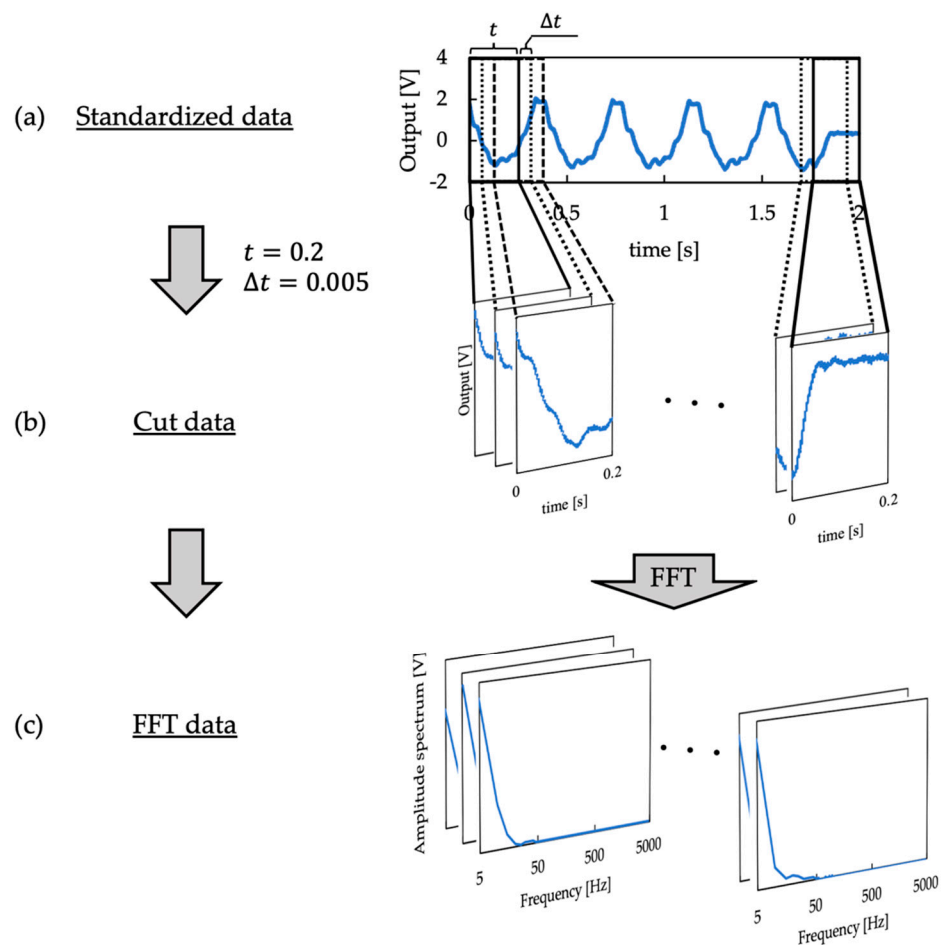 t
Δt
(a) Standardized data
Output [V]
4
2
0
-2
0
0.5
1
1.5
2
time [s]
t = 0.2
Δt = 0.005
(b) Cut data
Output [V]
0
0.2
time [s]
0
0.2
time [s]
FFT
(c) FFT data
Amplitude spectrum [V]
5
50
500
5000
Frequency [Hz]
5
50
500
5000
Frequency [Hz]